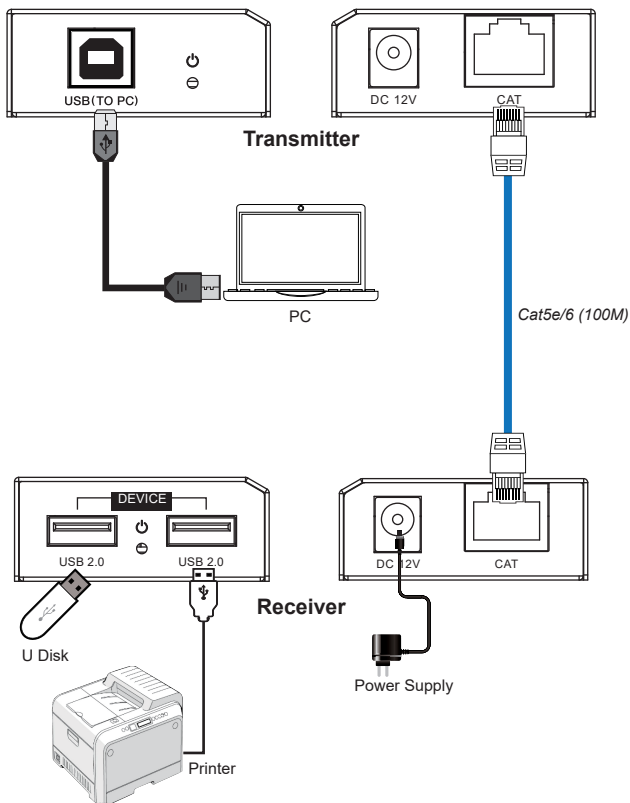 USB(TO PC)
DC 12V
CAT
Transmitter
PC
Cat5e/6 (100M)
DEVICE
USB 2.0
USB 2.0
DC 12V
CAT
Receiver
U Disk
Power Supply
Printer